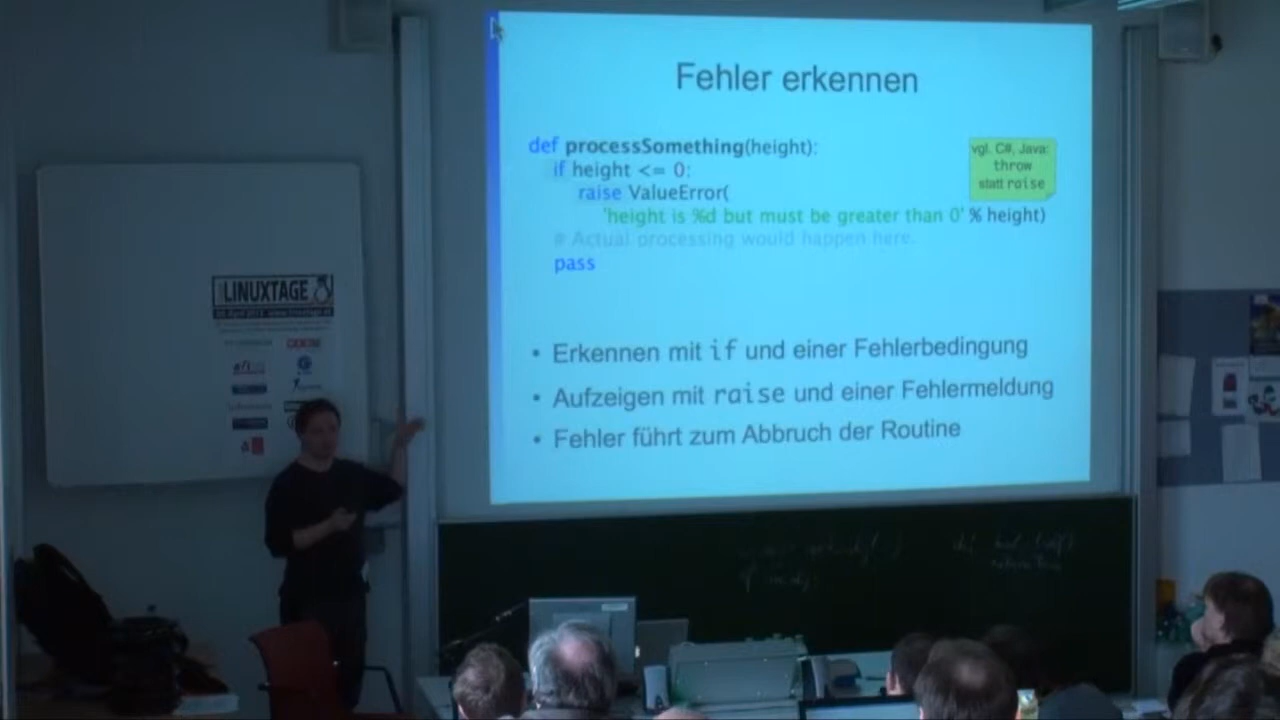 Fehler erkennen
def processSomething(height):
if height <= 0:
raise ValueError(
'height is %d but must be greater than 0' % height)
# Actual processing would happen here.
pass
vgl. C#, Java:
throw
statt raise
• Erkennen mit if und einer Fehlerbedingung
• Aufzeigen mit raise und einer Fehlermeldung
• Fehler führt zum Abbruch der Routine
LINUXTAGE